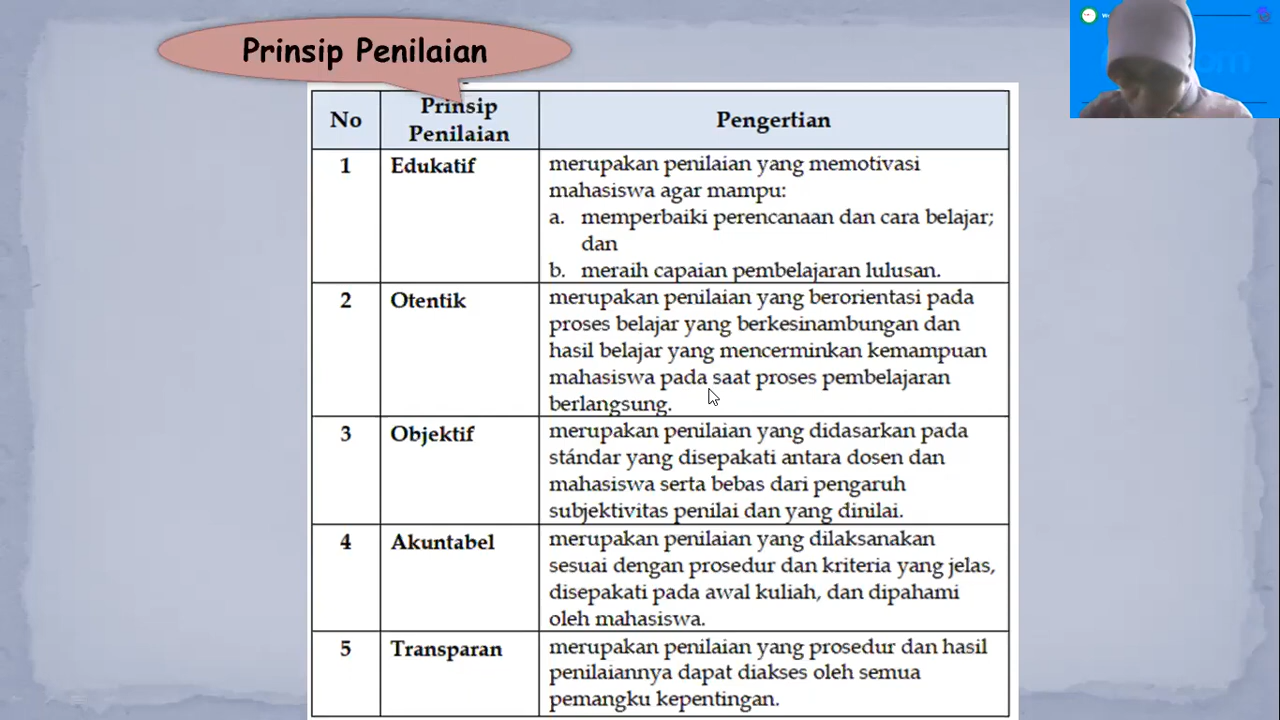 Prinsip Penilaian
No
Prinsip
Penilaian
Pengertian
1
Edukatif
merupakan penilaian yang memotivasi
mahasiswa agar mampu:
a. memperbaiki perencanaan dan cara belajar;
dan
b. meraih capaian pembelajaran lulusan.
2
Otentik
merupakan penilaian yang berorientasi pada
proses belajar yang berkesinambungan dan
hasil belajar yang mencerminkan kemampuan
mahasiswa pada saat proses pembelajaran
berlangsung.
3
Objektif
merupakan penilaian yang didasarkan pada
stándar yang disepakati antara dosen dan
mahasiswa serta bebas dari pengaruh
subjektivitas penilai dan yang dinilai.
4
Akuntabel
merupakan penilaian yang dilaksanakan
sesuai dengan prosedur dan kriteria yang jelas,
disepakati pada awal kuliah, dan dipahami
oleh mahasiswa.
5
Transparan
merupakan penilaian yang prosedur dan hasil
penilaiannya dapat diakses oleh semua
pemangku kepentingan.